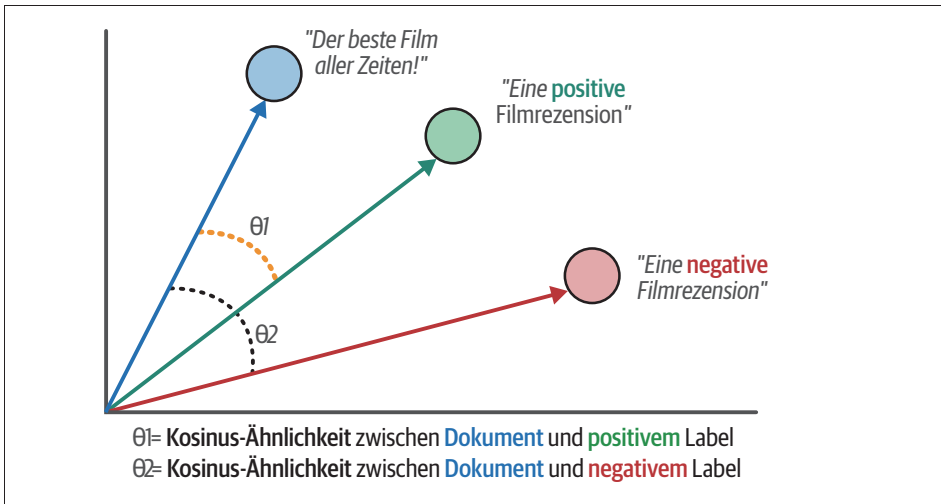 "Der beste Film
aller Zeiten!"
"Eine positive
Filmrezension"
θ1
"Eine negative
Filmrezension"
θ2
θ1= Kosinus-Ähnlichkeit zwischen Dokument und positivem Label
θ2= Kosinus-Ähnlichkeit zwischen Dokument und negativem Label